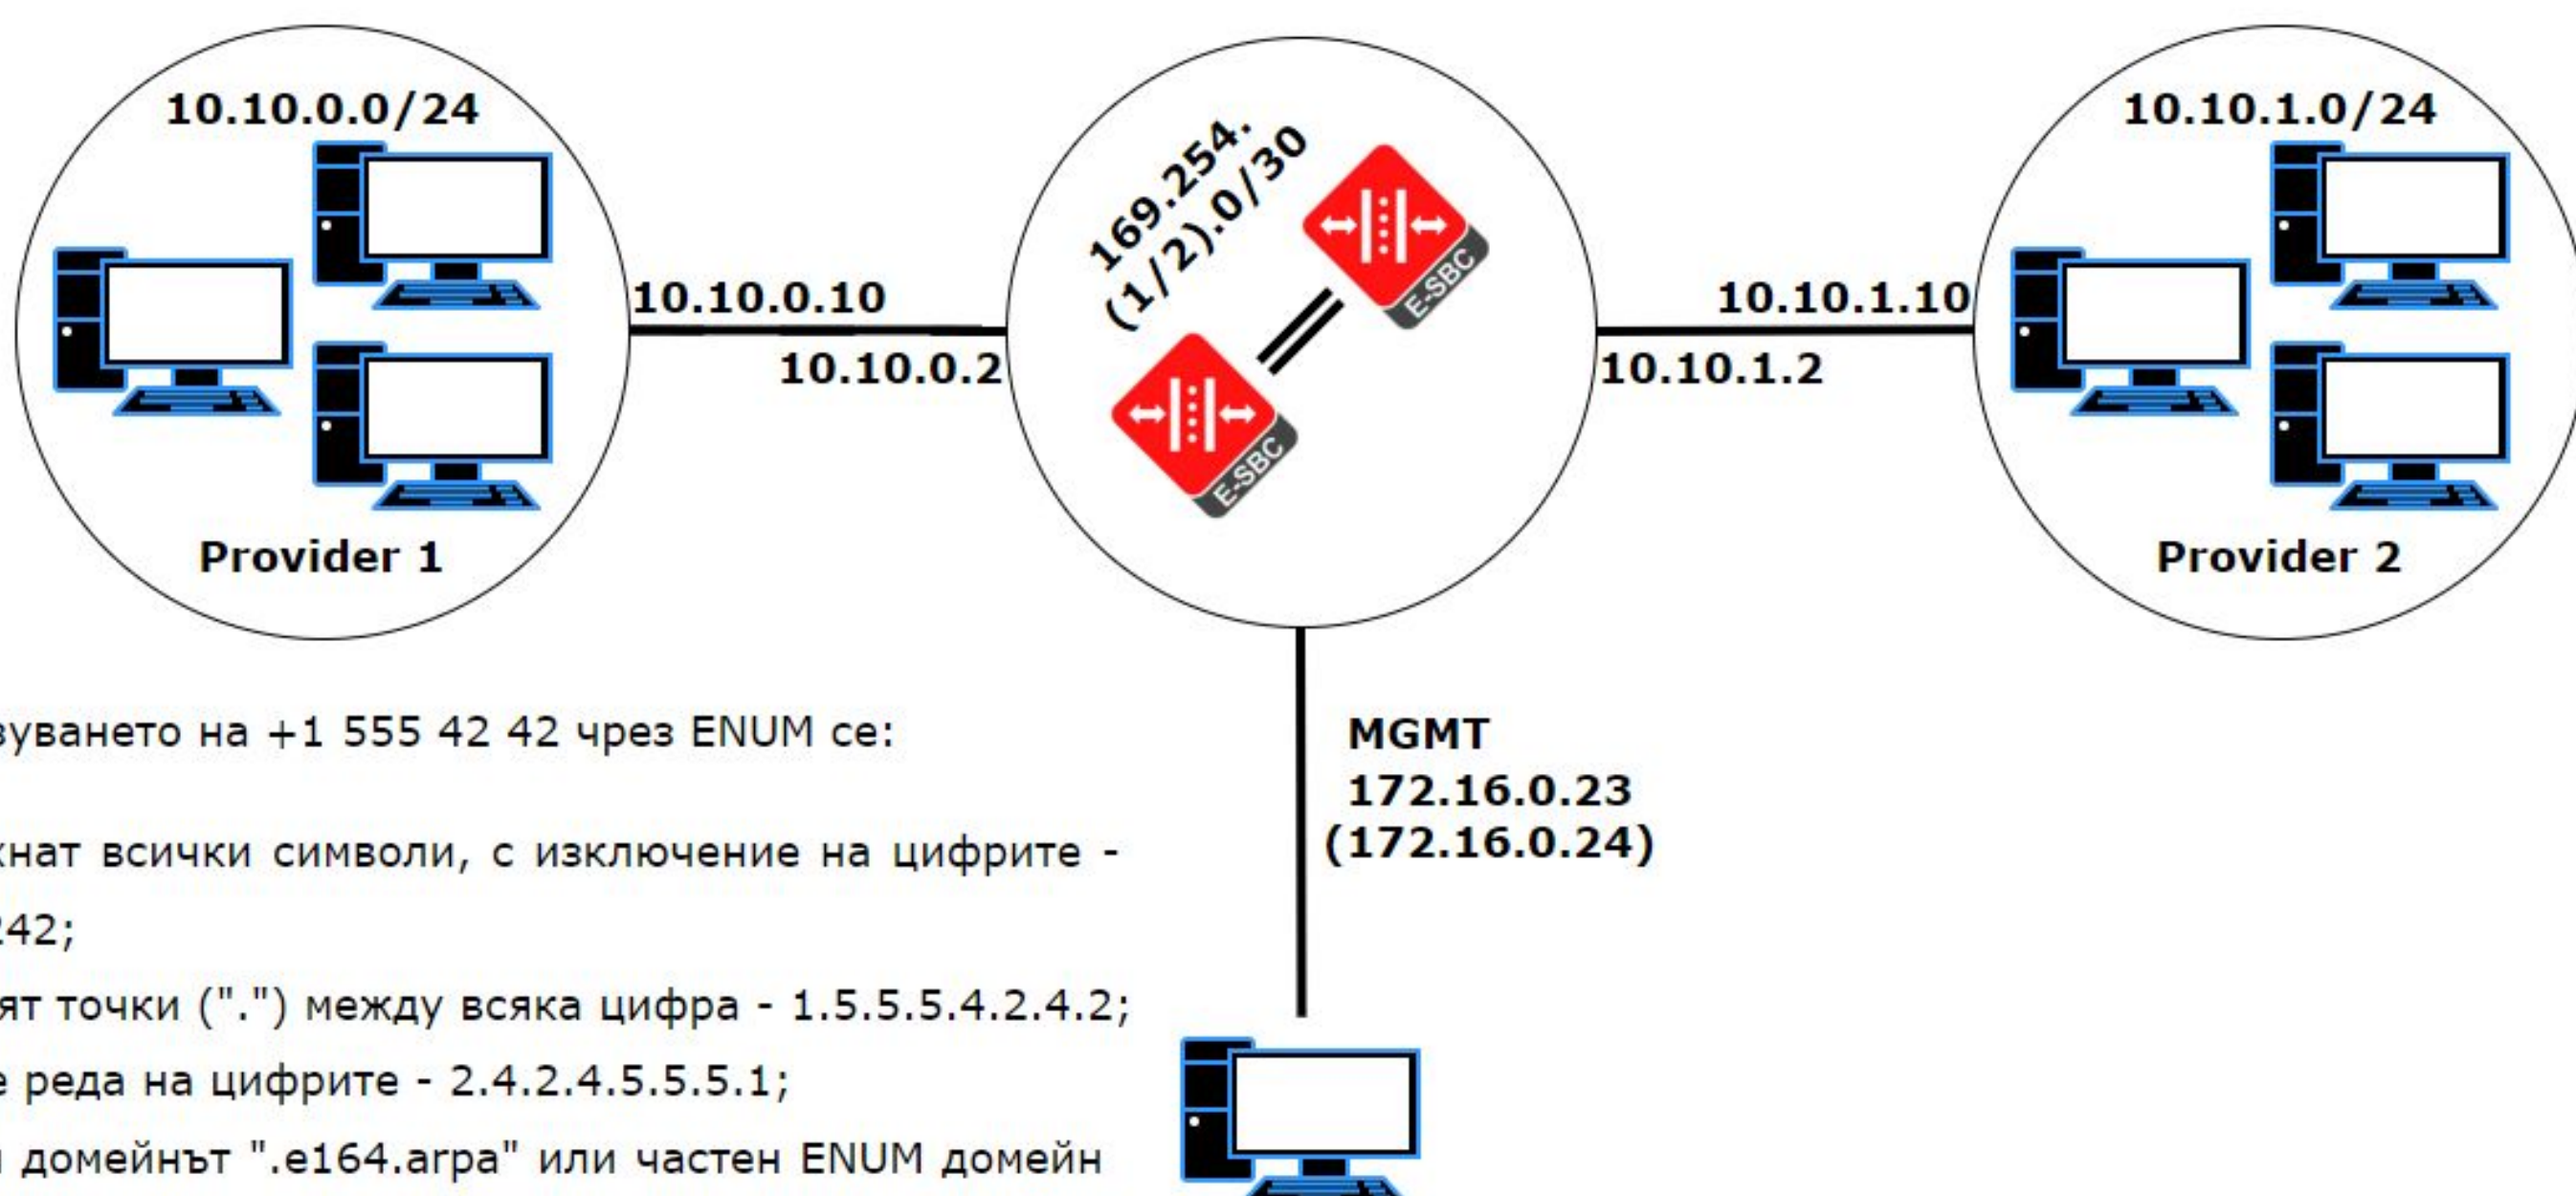 10.10.0.0/24
Provider 1
10.10.0.10
10.10.0.2
169.254.
(1/2).0/30
E-SBC
E-SBC
10.10.1.10
10.10.1.2
10.10.1.0/24
Provider 2
MGMT
172.16.0.23
(172.16.0.24)
на +1 555 42 42 чрез ENUM се:
всички символи, с изключение на цифрите -
242;
точки (".") между всяка цифра - 1.5.5.5.4.2.4.2;
реда на цифрите - 2.4.2.4.5.5.5.1;
домейнът ".e164.arpa" или частен ENUM домейн